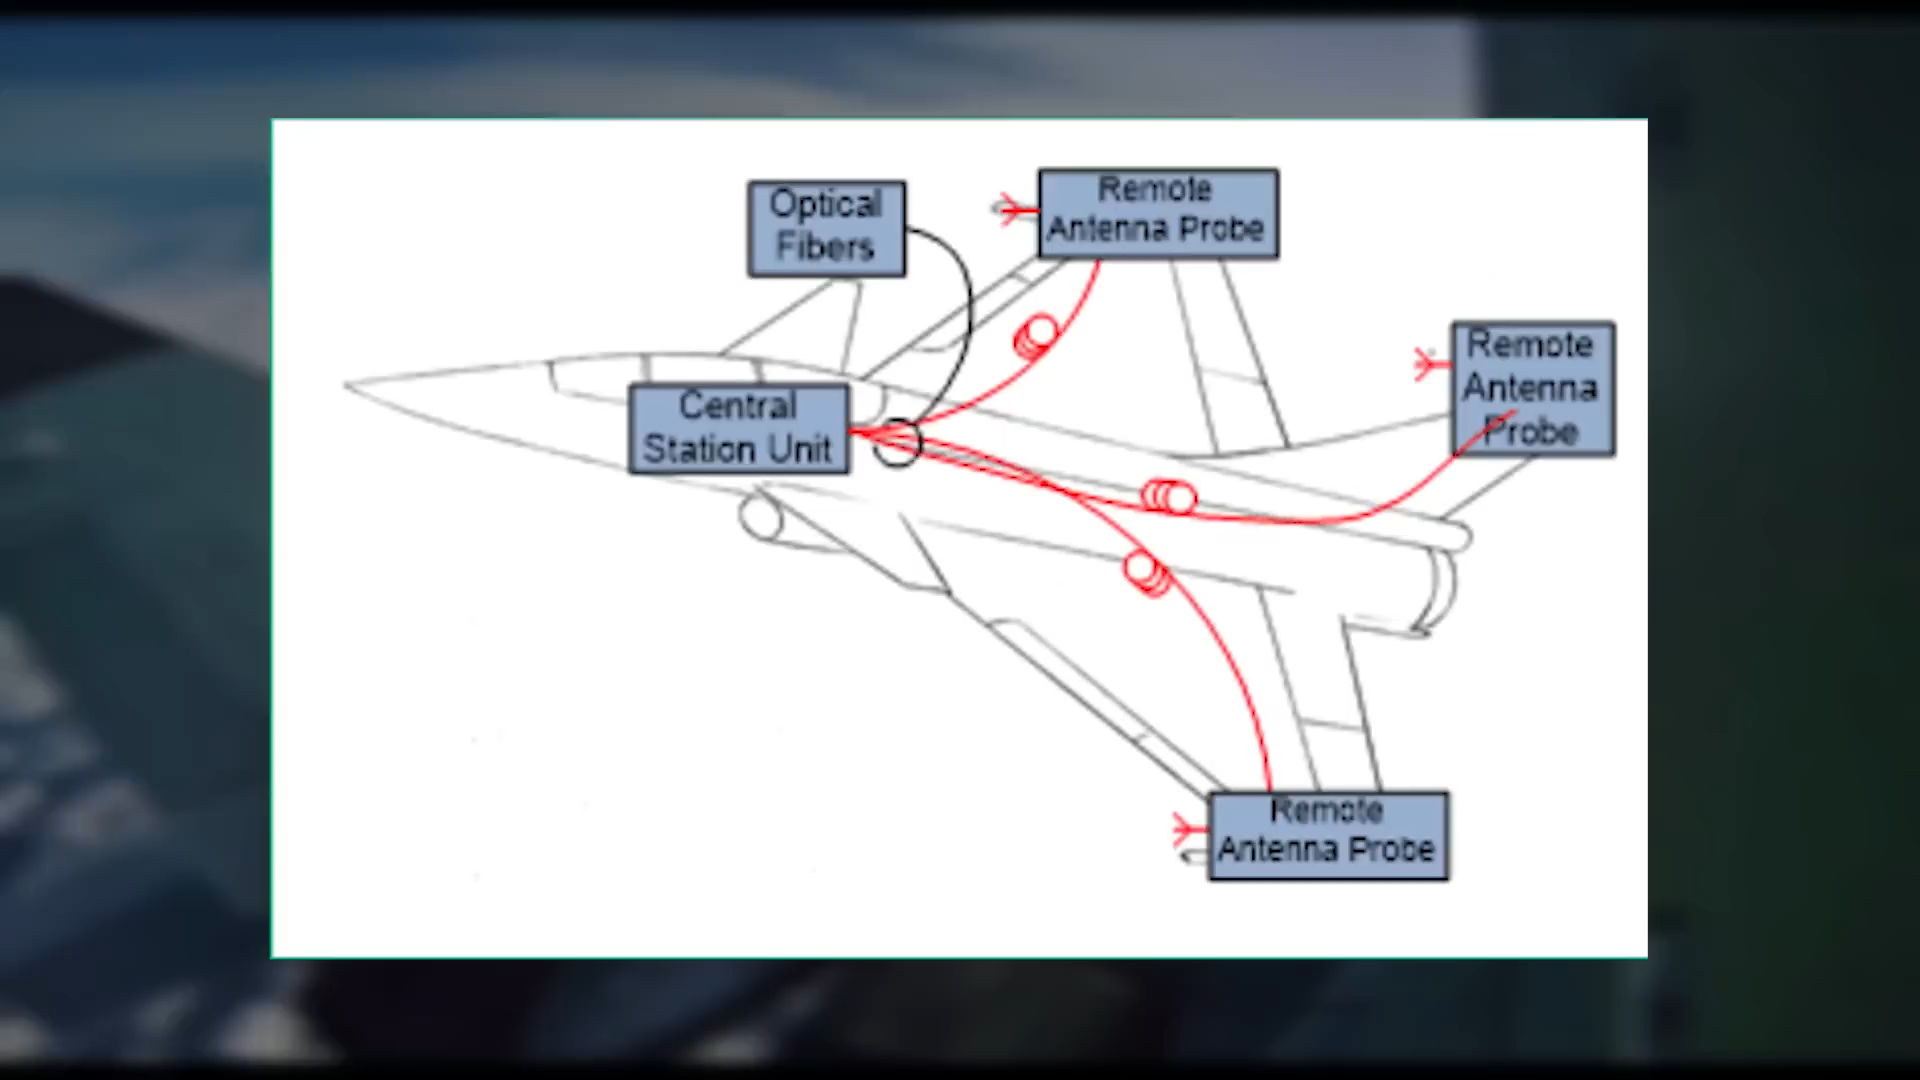 Optical
Fibers
Remote
Antenna Probe
Remote
Antenna
Probe
Central
Station Unit
Remote
Antenna Probe